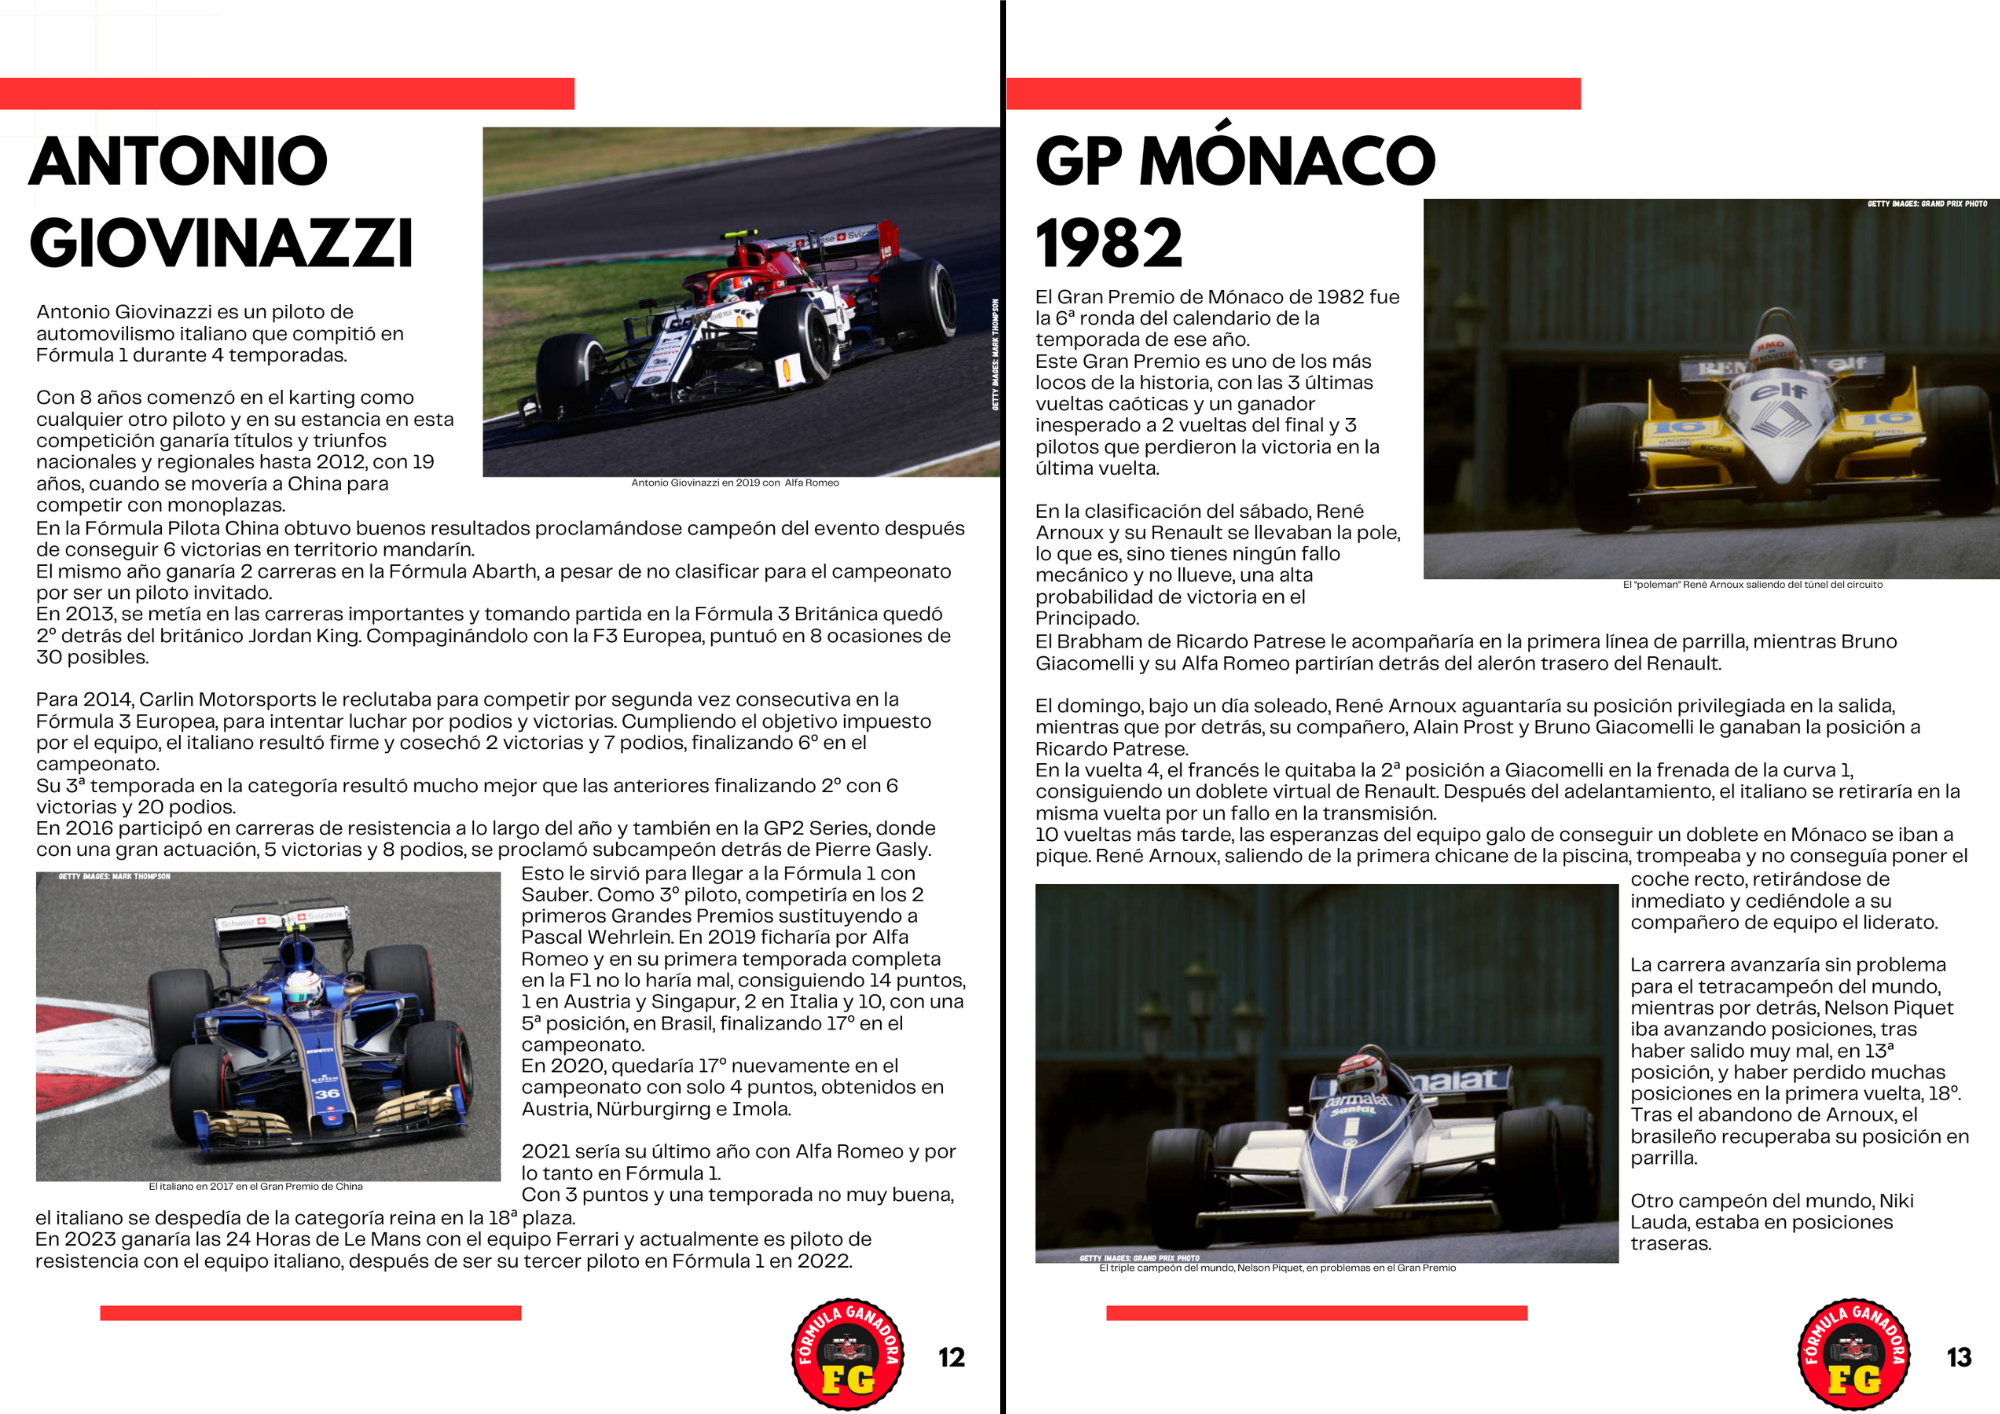 ANTONIO
GIOVINAZZI
Antonio Giovinazzi es un piloto de
automovilismo italiano que compitió en
Fórmula 1 durante 4 temporadas.
Con 8 años comenzó en el karting como
cualquier otro piloto y en su estancia en esta
competición ganaría títulos y triunfos
nacionales y regionales hasta 2012, con 19
años, cuando se movería a China para
competir con monoplazas.
GETTY IMAGES: MARK THOMPSON
Antonio Giovinazzi en 2019 con Alfa Romeo
En la Fórmula Pilota China obtuvo buenos resultados proclamándose campeón del evento después
de conseguir 6 victorias en territorio mandarín.
El mismo año ganaría 2 carreras en la Fórmula Abarth, a pesar de no clasificar para el campeonato
por ser un piloto invitado.
En 2013, se metía en las carreras importantes y tomando partida en la Fórmula 3 Británica quedó
2º detrás del británico Jordan King. Compaginándolo con la F3 Europea, puntuó en 8 ocasiones de
30 posibles.
Para 2014, Carlin Motorsports le reclutaba para competir por segunda vez consecutiva en la
Fórmula 3 Europea, para intentar luchar por podios y victorias. Cumpliendo el objetivo impuesto
por el equipo, el italiano resultó firme y cosechó 2 victorias y 7 podios, finalizando 6º en el
campeonato.
Su 3ª temporada en la categoría resultó mucho mejor que las anteriores finalizando 2º con 6
victorias y 20 podios.
En 2016 participó en carreras de resistencia a lo largo del año y también en la GP2 Series, donde
con una gran actuación, 5 victorias y 8 podios, se proclamó subcampeón detrás de Pierre Gasly.
GETTY IMAGES: MARK THOMPSON
36
El italiano en 2017 en el Gran Premio de China
Esto le sirvió para llegar a la Fórmula 1 con
Sauber. Como 3º piloto, competiría en los 2
primeros Grandes Premios sustituyendo a
Pascal Wehrlein. En 2019 ficharía por Alfa
Romeo y en su primera temporada completa
en la F1 no lo haría mal, consiguiendo 14 puntos,
1 en Austria y Singapur, 2 en Italia y 10, con una
5ª posición, en Brasil, finalizando 17º en el
campeonato.
En 2020, quedaría 17º nuevamente en el
campeonato con solo 4 puntos, obtenidos en
Austria, Nürburgirng e Imola.
2021 sería su último año con Alfa Romeo y por
lo tanto en Fórmula 1.
Con 3 puntos y una temporada no muy buena,
el italiano se despedía de la categoría reina en la 18ª plaza.
En 2023 ganaría las 24 Horas de Le Mans con el equipo Ferrari y actualmente es piloto de
resistencia con el equipo italiano, después de ser su tercer piloto en Fórmula 1 en 2022.
FÓRMULA GANADORA
FG
12
GP MÓNACO
1982
El Gran Premio de Mónaco de 1982 fue
la 6ª ronda del calendario de la
temporada de ese año.
Este Gran Premio es uno de los más
locos de la historia, con las 3 últimas
vueltas caóticas y un ganador
inesperado a 2 vueltas del final y 3
pilotos que perdieron la victoria en la
última vuelta.
En la clasificación del sábado, René
Arnoux y su Renault se llevaban la pole,
lo que es, sino tienes ningún fallo
mecánico y no llueve, una alta
probabilidad de victoria en el
Principado.
GETTY IMAGES: GRAND PRIX PHOTO
elf
elf
16
16
El "poleman" René Arnoux saliendo del túnel del circuito
El Brabham de Ricardo Patrese le acompañaría en la primera línea de parrilla, mientras Bruno
Giacomelli y su Alfa Romeo partirían detrás del alerón trasero del Renault.
El domingo, bajo un día soleado, René Arnoux aguantaría su posición privilegiada en la salida,
mientras que por detrás, su compañero, Alain Prost y Bruno Giacomelli le ganaban la posición a
Ricardo Patrese.
En la vuelta 4, el francés le quitaba la 2ª posición a Giacomelli en la frenada de la curva 1,
consiguiendo un doblete virtual de Renault. Después del adelantamiento, el italiano se retiraría en la
misma vuelta por un fallo en la transmisión.
10 vueltas más tarde, las esperanzas del equipo galo de conseguir un doblete en Mónaco se iban a
pique. René Arnoux, saliendo de la primera chicane de la piscina, trompeaba y no conseguía poner el
coche recto, retirándose de
inmediato y cediéndole a su
compañero de equipo el liderato.
La carrera avanzaría sin problema
para el tetracampeón del mundo,
mientras por detrás, Nelson Piquet
iba avanzando posiciones, tras
haber salido muy mal, en 13ª
posición, y haber perdido muchas
posiciones en la primera vuelta, 18º.
Tras el abandono de Arnoux, el
brasileño recuperaba su posición en
parrilla.
Otro campeón del mundo, Niki
Lauda, estaba en posiciones
traseras.
parmalat
GETTY IMAGES: GRAND PRIX PHOTO
El triple campeón del mundo, Nelson Piquet, en problemas en el Gran Premio
FÓRMULA GANADORA
FG
13